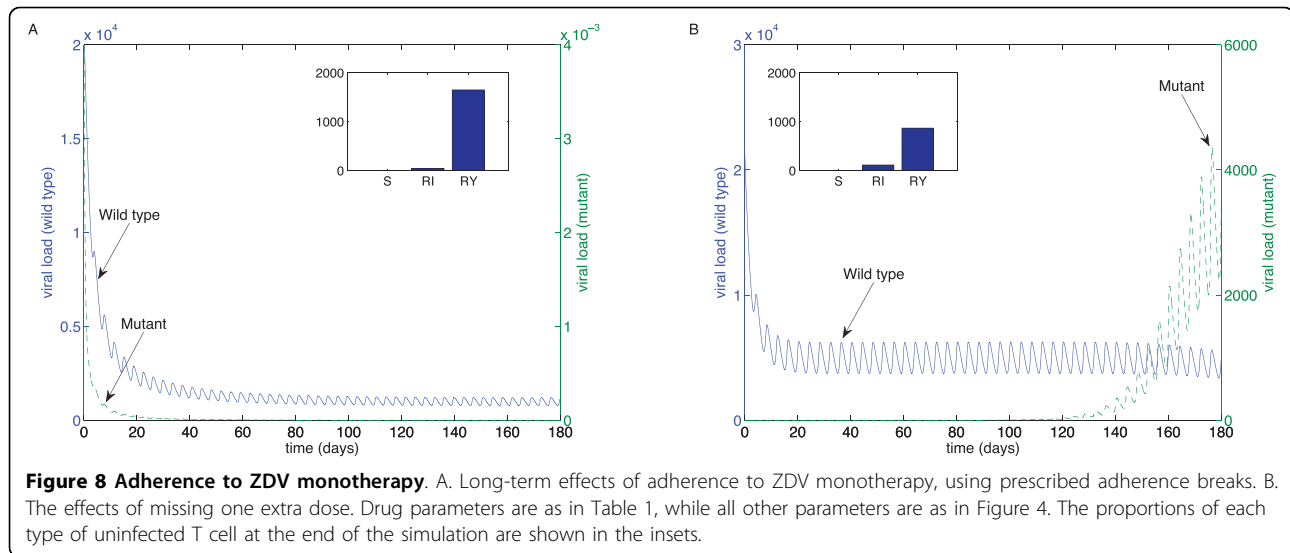 A
x 10⁴
2
1.5
1
0.5
0
viral load (wild type)
x 10⁻³
4
3
2
1
0
viral load (mutant)
2000
1000
0
S RI RY
Wild type
Mutant
0 20 40 60 80 100 120 140 160 180
time (days)
B
x 10⁴
3
2
1
0
viral load (wild type)
6000
4000
2000
0
viral load (mutant)
2000
1000
0
S RI RY
Mutant
Wild type
0 20 40 60 80 100 120 140 160 180
time (days)
Figure 8 Adherence to ZDV monotherapy. A. Long-term effects of adherence to ZDV monotherapy, using prescribed adherence breaks. B.
The effects of missing one extra dose. Drug parameters are as in Table 1, while all other parameters are as in Figure 4. The proportions of each
type of uninfected T cell at the end of the simulation are shown in the insets.